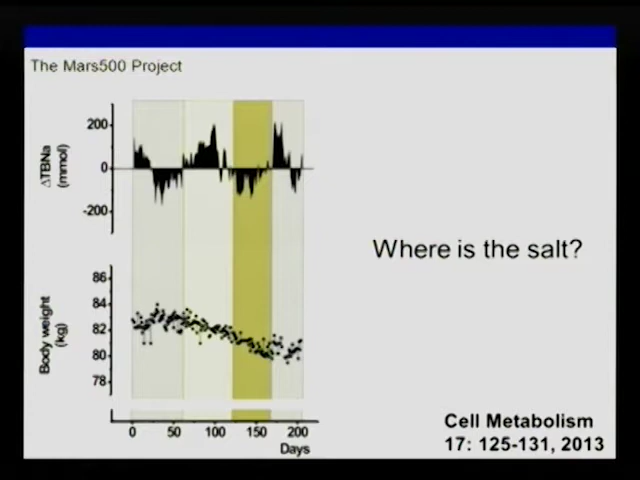 The Mars500 Project
ΔTBNa
(mmol)
200
0
-200
Where is the salt?
Body weight
(kg)
86
84
82
80
78
0 50 100 150 200
Days
Cell Metabolism
17: 125-131, 2013